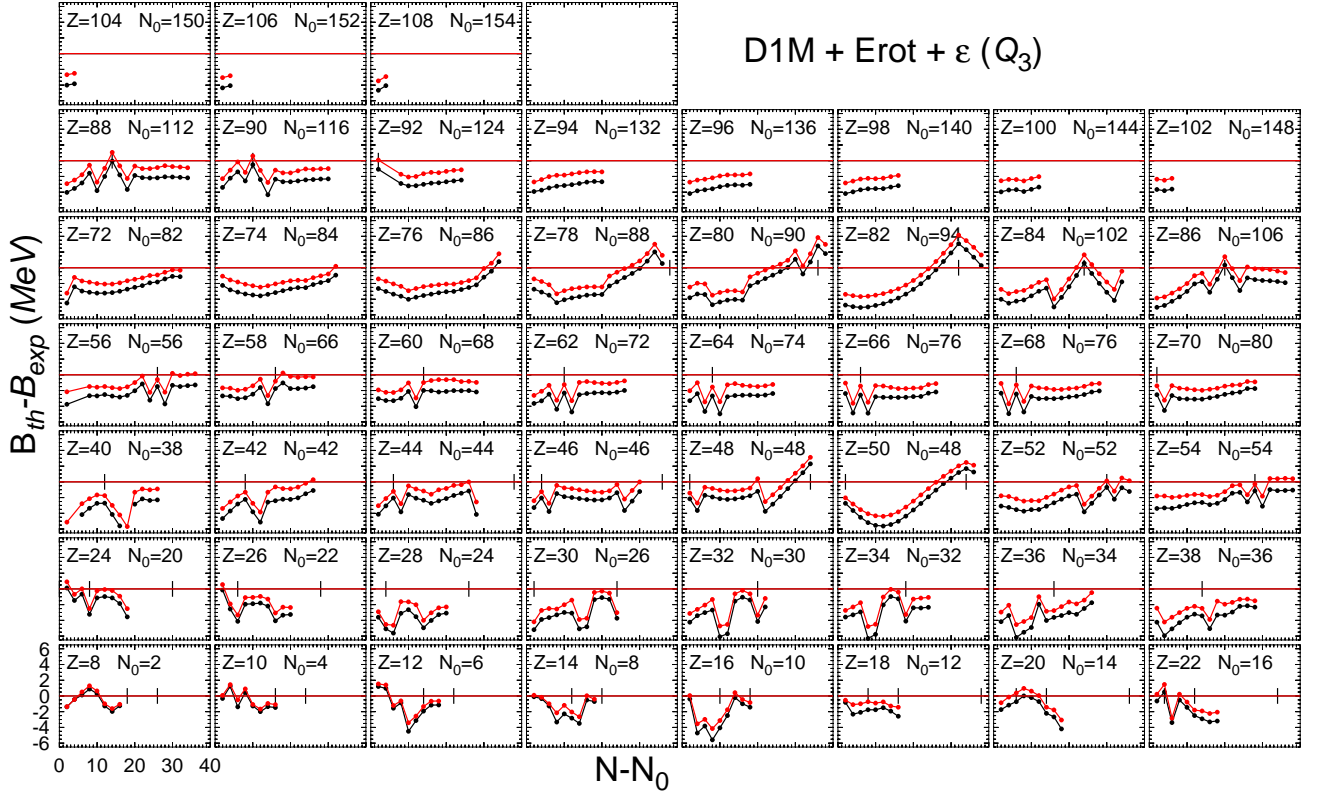 D1M + Erot + ε (Q3)
Z=104 N0=150
Z=106 N0=152
Z=108 N0=154
Z=88 N0=112
Z=90 N0=116
Z=92 N0=124
Z=94 N0=132
Z=96 N0=136
Z=98 N0=140
Z=100 N0=144
Z=102 N0=148
Z=72 N0=82
Z=74 N0=84
Z=76 N0=86
Z=78 N0=88
Z=80 N0=90
Z=82 N0=94
Z=84 N0=102
Z=86 N0=106
Z=56 N0=56
Z=58 N0=66
Z=60 N0=68
Z=62 N0=72
Z=64 N0=74
Z=66 N0=76
Z=68 N0=76
Z=70 N0=80
Z=40 N0=38
Z=42 N0=42
Z=44 N0=44
Z=46 N0=46
Z=48 N0=48
Z=50 N0=48
Z=52 N0=52
Z=54 N0=54
Z=24 N0=20
Z=26 N0=22
Z=28 N0=24
Z=30 N0=26
Z=32 N0=30
Z=34 N0=32
Z=36 N0=34
Z=38 N0=36
Z=8 N0=2
Z=10 N0=4
Z=12 N0=6
Z=14 N0=8
Z=16 N0=10
Z=18 N0=12
Z=20 N0=14
Z=22 N0=16
Bth-Bexp (MeV)
6
4
2
0
-2
-4
-6
0 10 20 30 40
N-N0